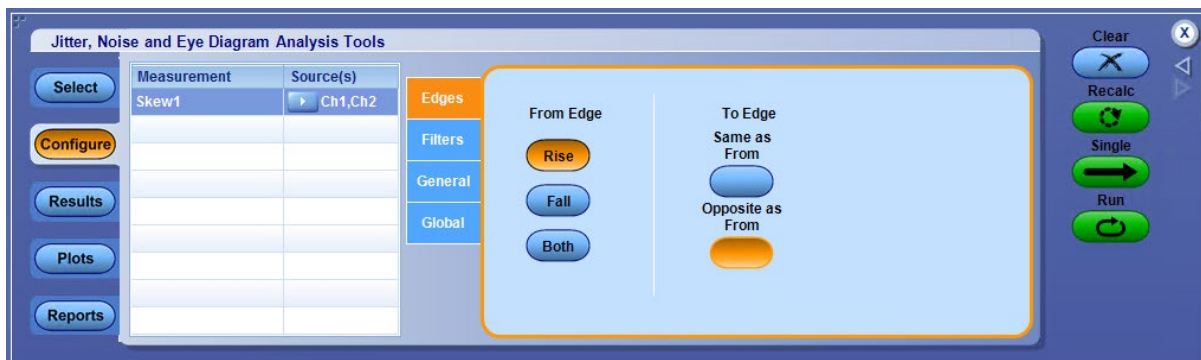 Jitter, Noise and Eye Diagram Analysis Tools
Select
Configure
Results
Plots
Reports
Measurement Source(s)
Skew1 Ch1,Ch2
Edges
Filters
General
Global
From Edge
Rise
Fall
Both
To Edge
Same as
From
Opposite as
From
Clear
X
Recalc
Single
Run